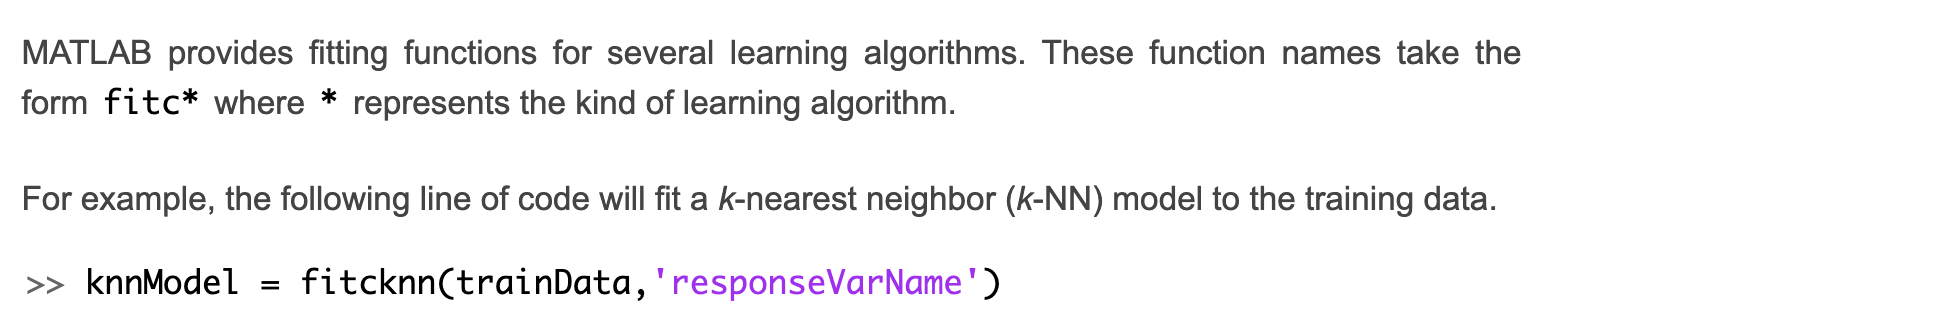 MATLAB provides fitting functions for several learning algorithms. These function names take the
form fitc* where * represents the kind of learning algorithm.
For example, the following line of code will fit a k-nearest neighbor (k-NN) model to the training data.
>> knnModel = fitcknn(trainData,'responseVarName')